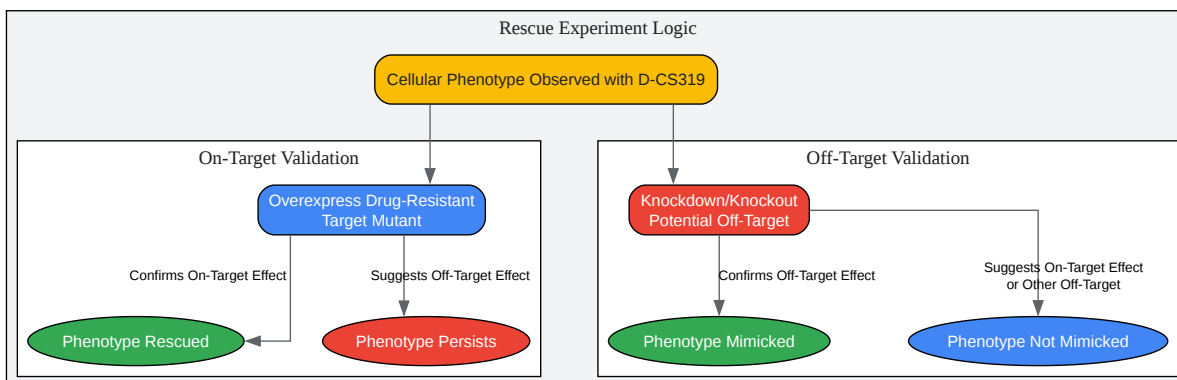 Rescue Experiment Logic
Cellular Phenotype Observed with D-CS319
On-Target Validation
Overexpress Drug-Resistant
Target Mutant
Confirms On-Target Effect
Suggests Off-Target Effect
Phenotype Rescued
Phenotype Persists
Off-Target Validation
Knockdown/Knockout
Potential Off-Target
Confirms Off-Target Effect
Suggests On-Target Effect
or Other Off-Target
Phenotype Mimicked
Phenotype Not Mimicked